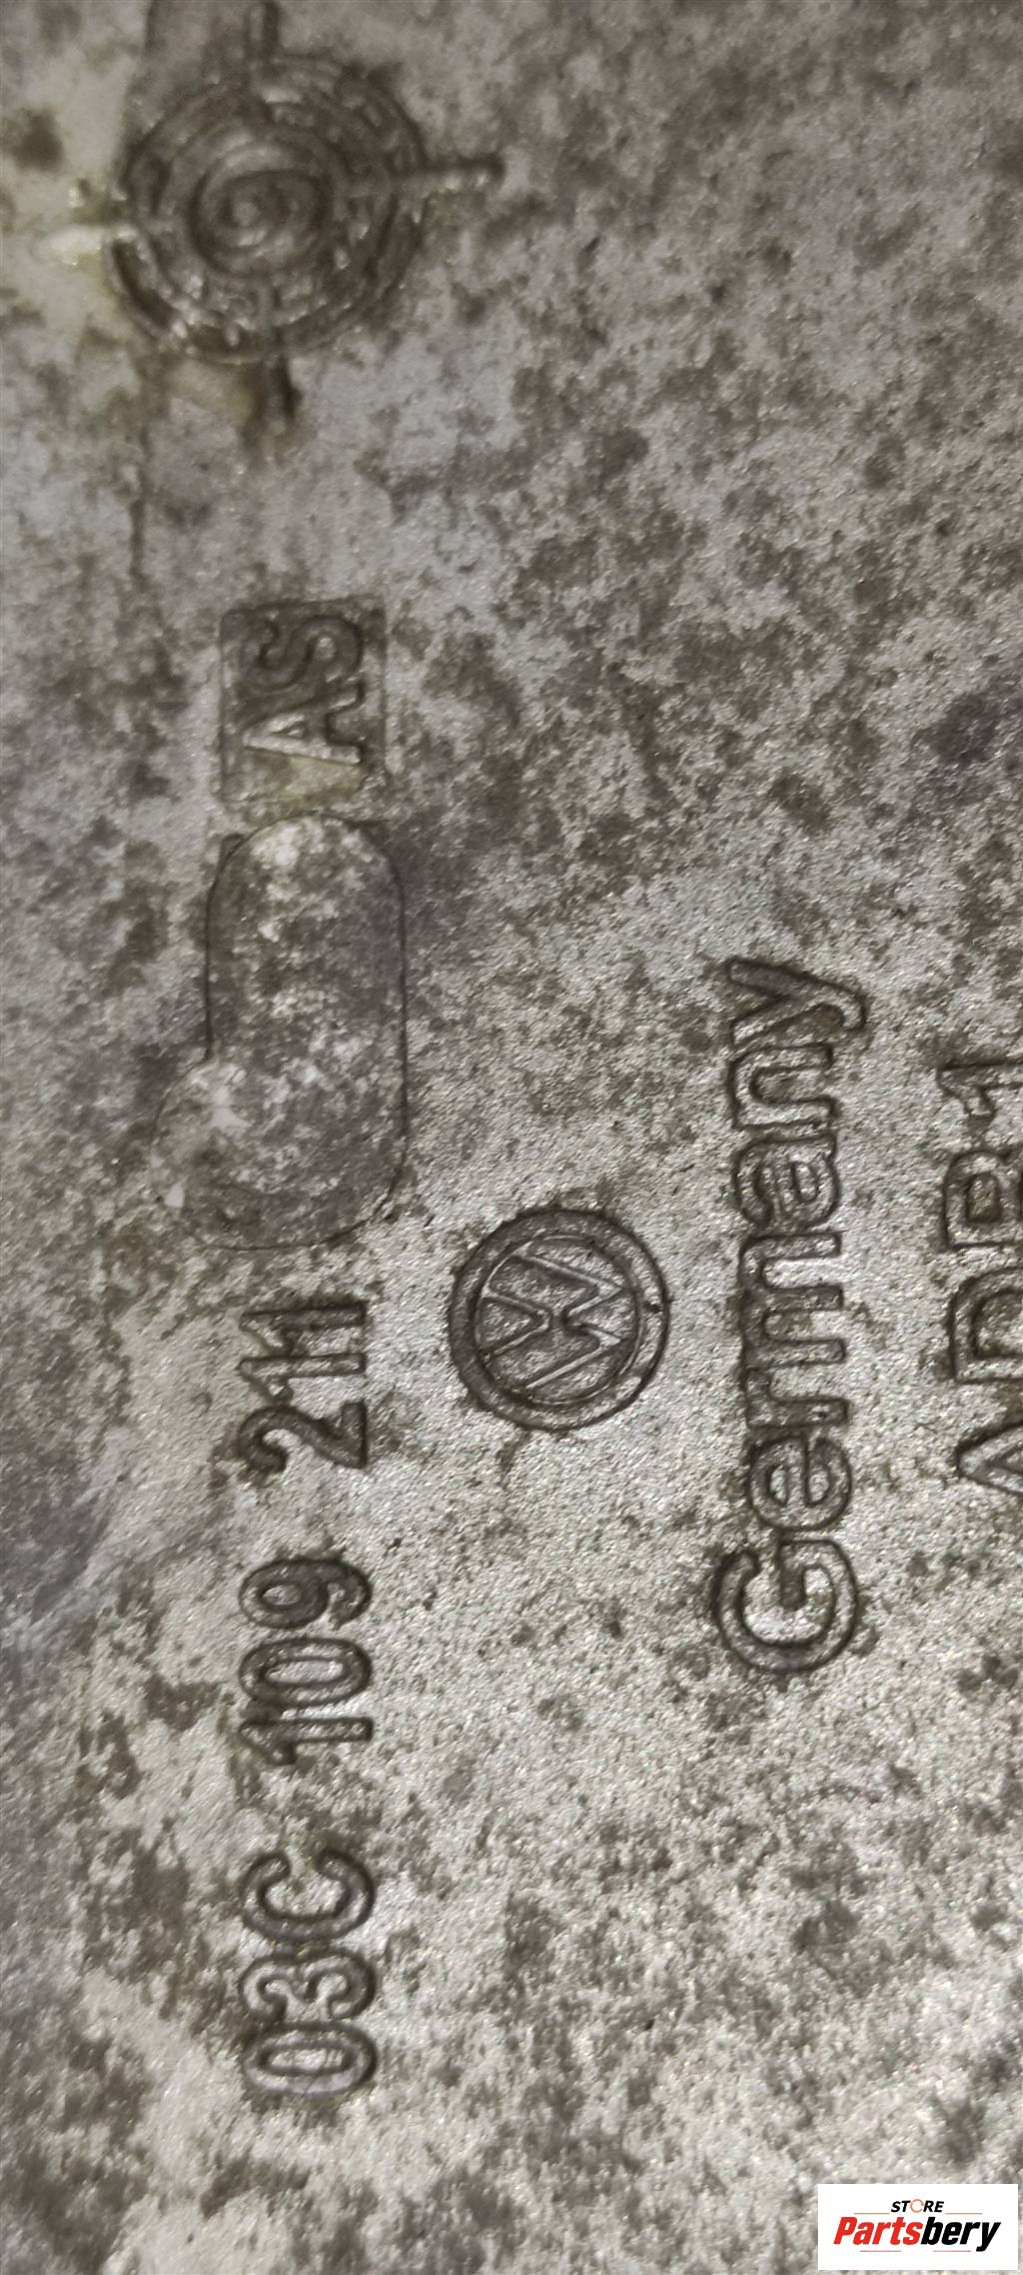 03C 109 211 AS
Germany
STORE
Partsbery